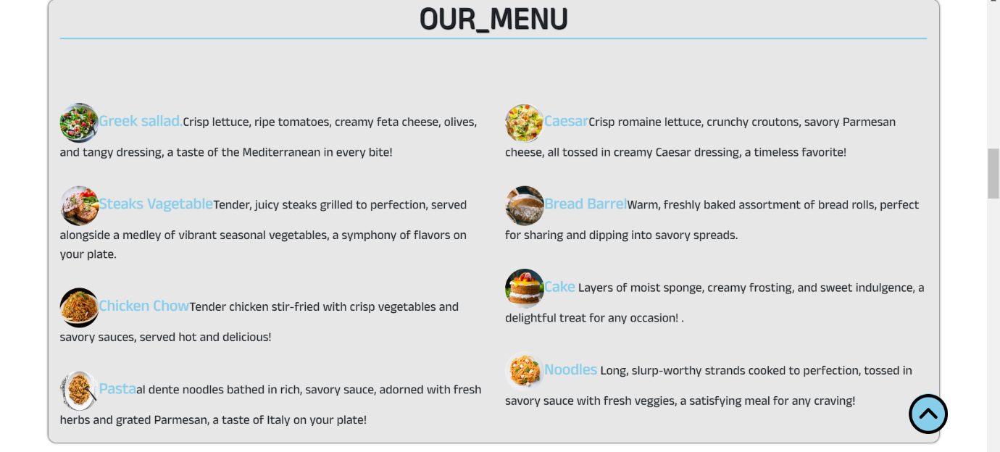 OUR_MENU
Greek sallad.Crisp lettuce, ripe tomatoes, creamy feta cheese, olives,
and tangy dressing, a taste of the Mediterranean in every bite!
Steaks VagetableTender, juicy steaks grilled to perfection, served
alongside a medley of vibrant seasonal vegetables, a symphony of flavors on
your plate.
Chicken ChowTender chicken stir-fried with crisp vegetables and
savory sauces, served hot and delicious!
Pastaal dente noodles bathed in rich, savory sauce, adorned with fresh
herbs and grated Parmesan, a taste of Italy on your plate!
CaesarCrisp romaine lettuce, crunchy croutons, savory Parmesan
cheese, all tossed in creamy Caesar dressing, a timeless favorite!
Bread BarrelWarm, freshly baked assortment of bread rolls, perfect
for sharing and dipping into savory spreads.
Cake Layers of moist sponge, creamy frosting, and sweet indulgence, a
delightful treat for any occasion! .
Noodles Long, slurp-worthy strands cooked to perfection, tossed in
savory sauce with fresh veggies, a satisfying meal for any craving!